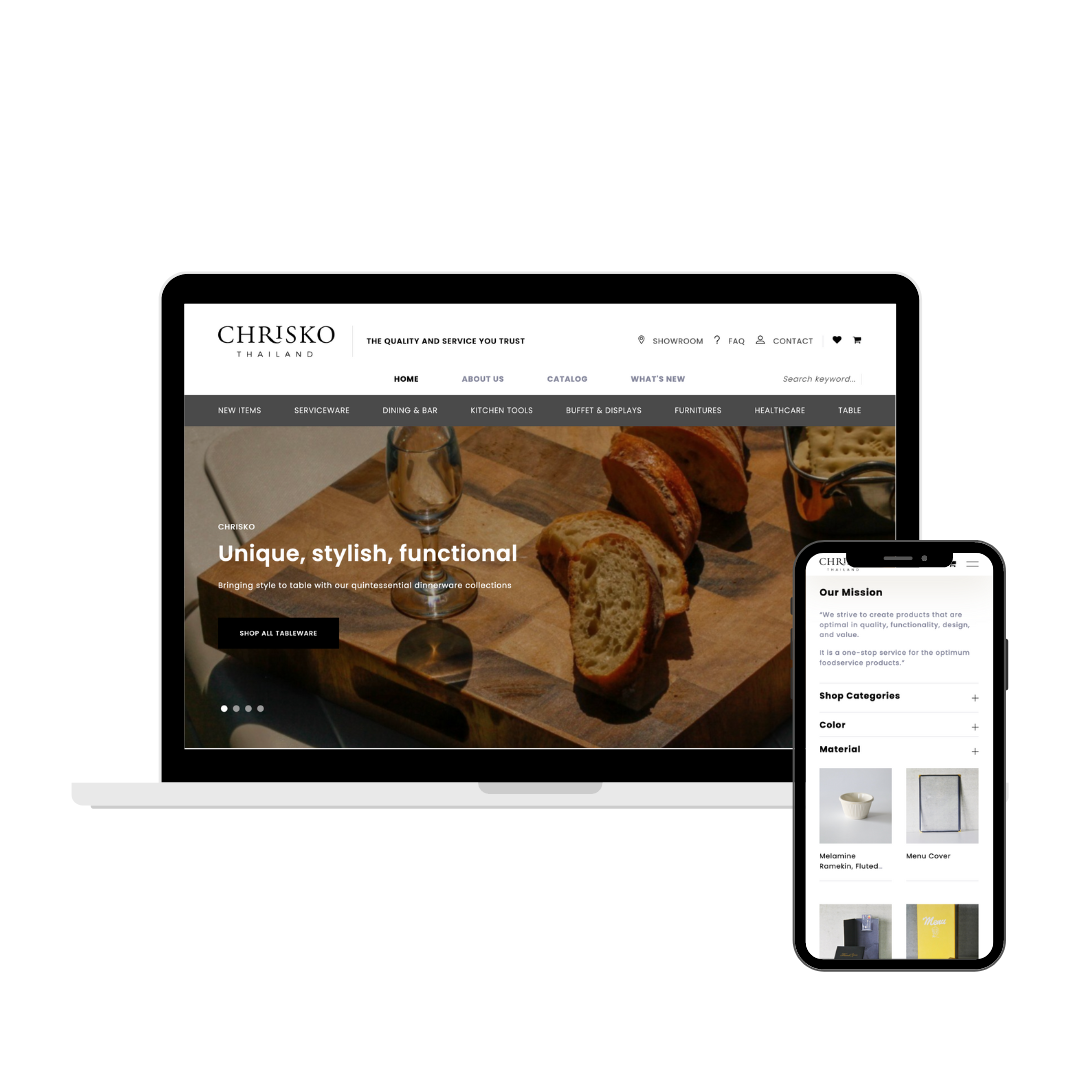 CHRISKO
THAILAND
THE QUALITY AND SERVICE YOU TRUST
SHOWROOM
? FAQ
CONTACT
HOME
ABOUT US
CATALOG
WHAT'S NEW
Search keyword...
NEW ITEMS
SERVICEWARE
DINING & BAR
KITCHEN TOOLS
BUFFET & DISPLAYS
FURNITURES
HEALTHCARE
TABLE
CHRISKO
Unique, stylish, functional
Bringing style to table with our quintessential dinnerware collections
SHOP ALL TABLEWARE
CHR
THAILAND
Our Mission
"We strive to create products that are
optimal in quality, functionality, design,
and value.
It is a one-stop service for the optimum
foodservice products."
Shop Categories +
Color +
Material +
Melamine
Ramekin, Fluted..
Menu Cover
Menu